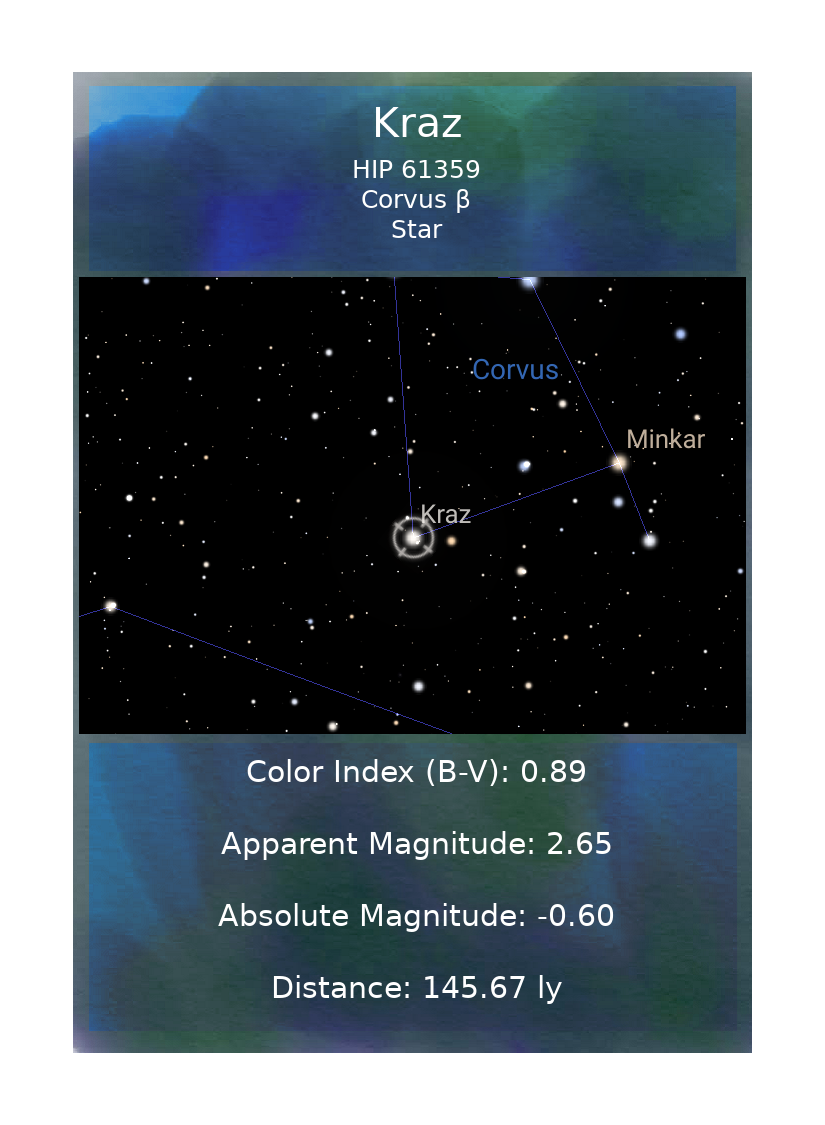 Kraz
HIP 61359
Corvus β
Star
Corvus
Minkar
Kraz
Color Index (B-V): 0.89
Apparent Magnitude: 2.65
Absolute Magnitude: -0.60
Distance: 145.67 ly